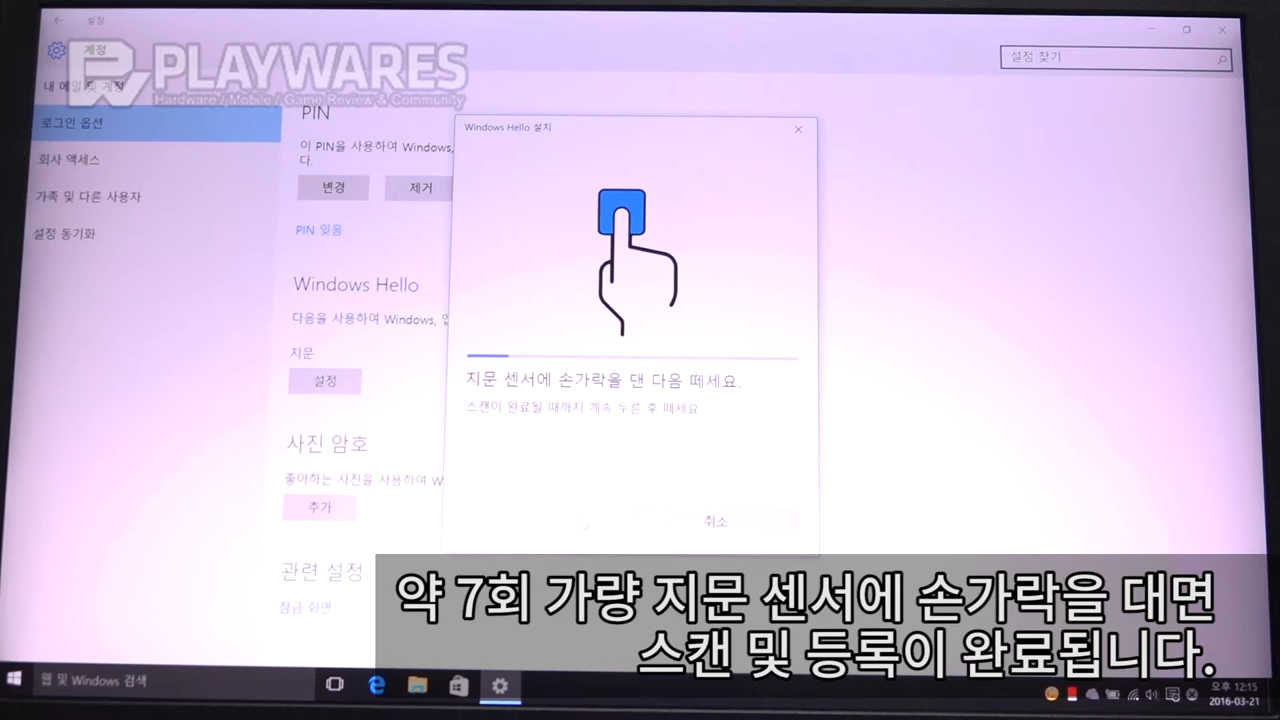 설정
계정
PLAYWARES
Hardware / Mobile / Game Review & Community
설정 찾기
내 메일 및 계정
로그인 옵션
회사 액세스
가족 및 다른 사용자
설정 동기화
PIN
이 PIN을 사용하여 Windows,
다.
변경
제거
PIN 잊음
Windows Hello
다음을 사용하여 Windows,
지문
설정
사진 암호
좋아하는 사진을 사용하여 W
추가
관련 설정
잠금 화면
Windows Hello 설치
지문 센서에 손가락을 댄 다음 떼세요.
스캔이 완료될 때까지 계속 누른 후 떼세요
취소
약 7회 가량 지문 센서에 손가락을 대면
스캔 및 등록이 완료됩니다.
웹 및 Windows 검색
오후 12:15
2016-03-21